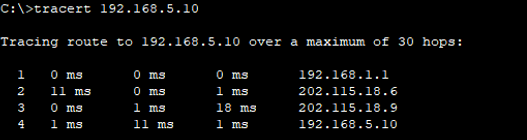 C:\>tracert 192.168.5.10
Tracing route to 192.168.5.10 over a maximum of 30 hops:
1 0 ms 0 ms 0 ms 192.168.1.1
2 11 ms 0 ms 1 ms 202.115.18.6
3 0 ms 1 ms 18 ms 202.115.18.9
4 1 ms 11 ms 1 ms 192.168.5.10